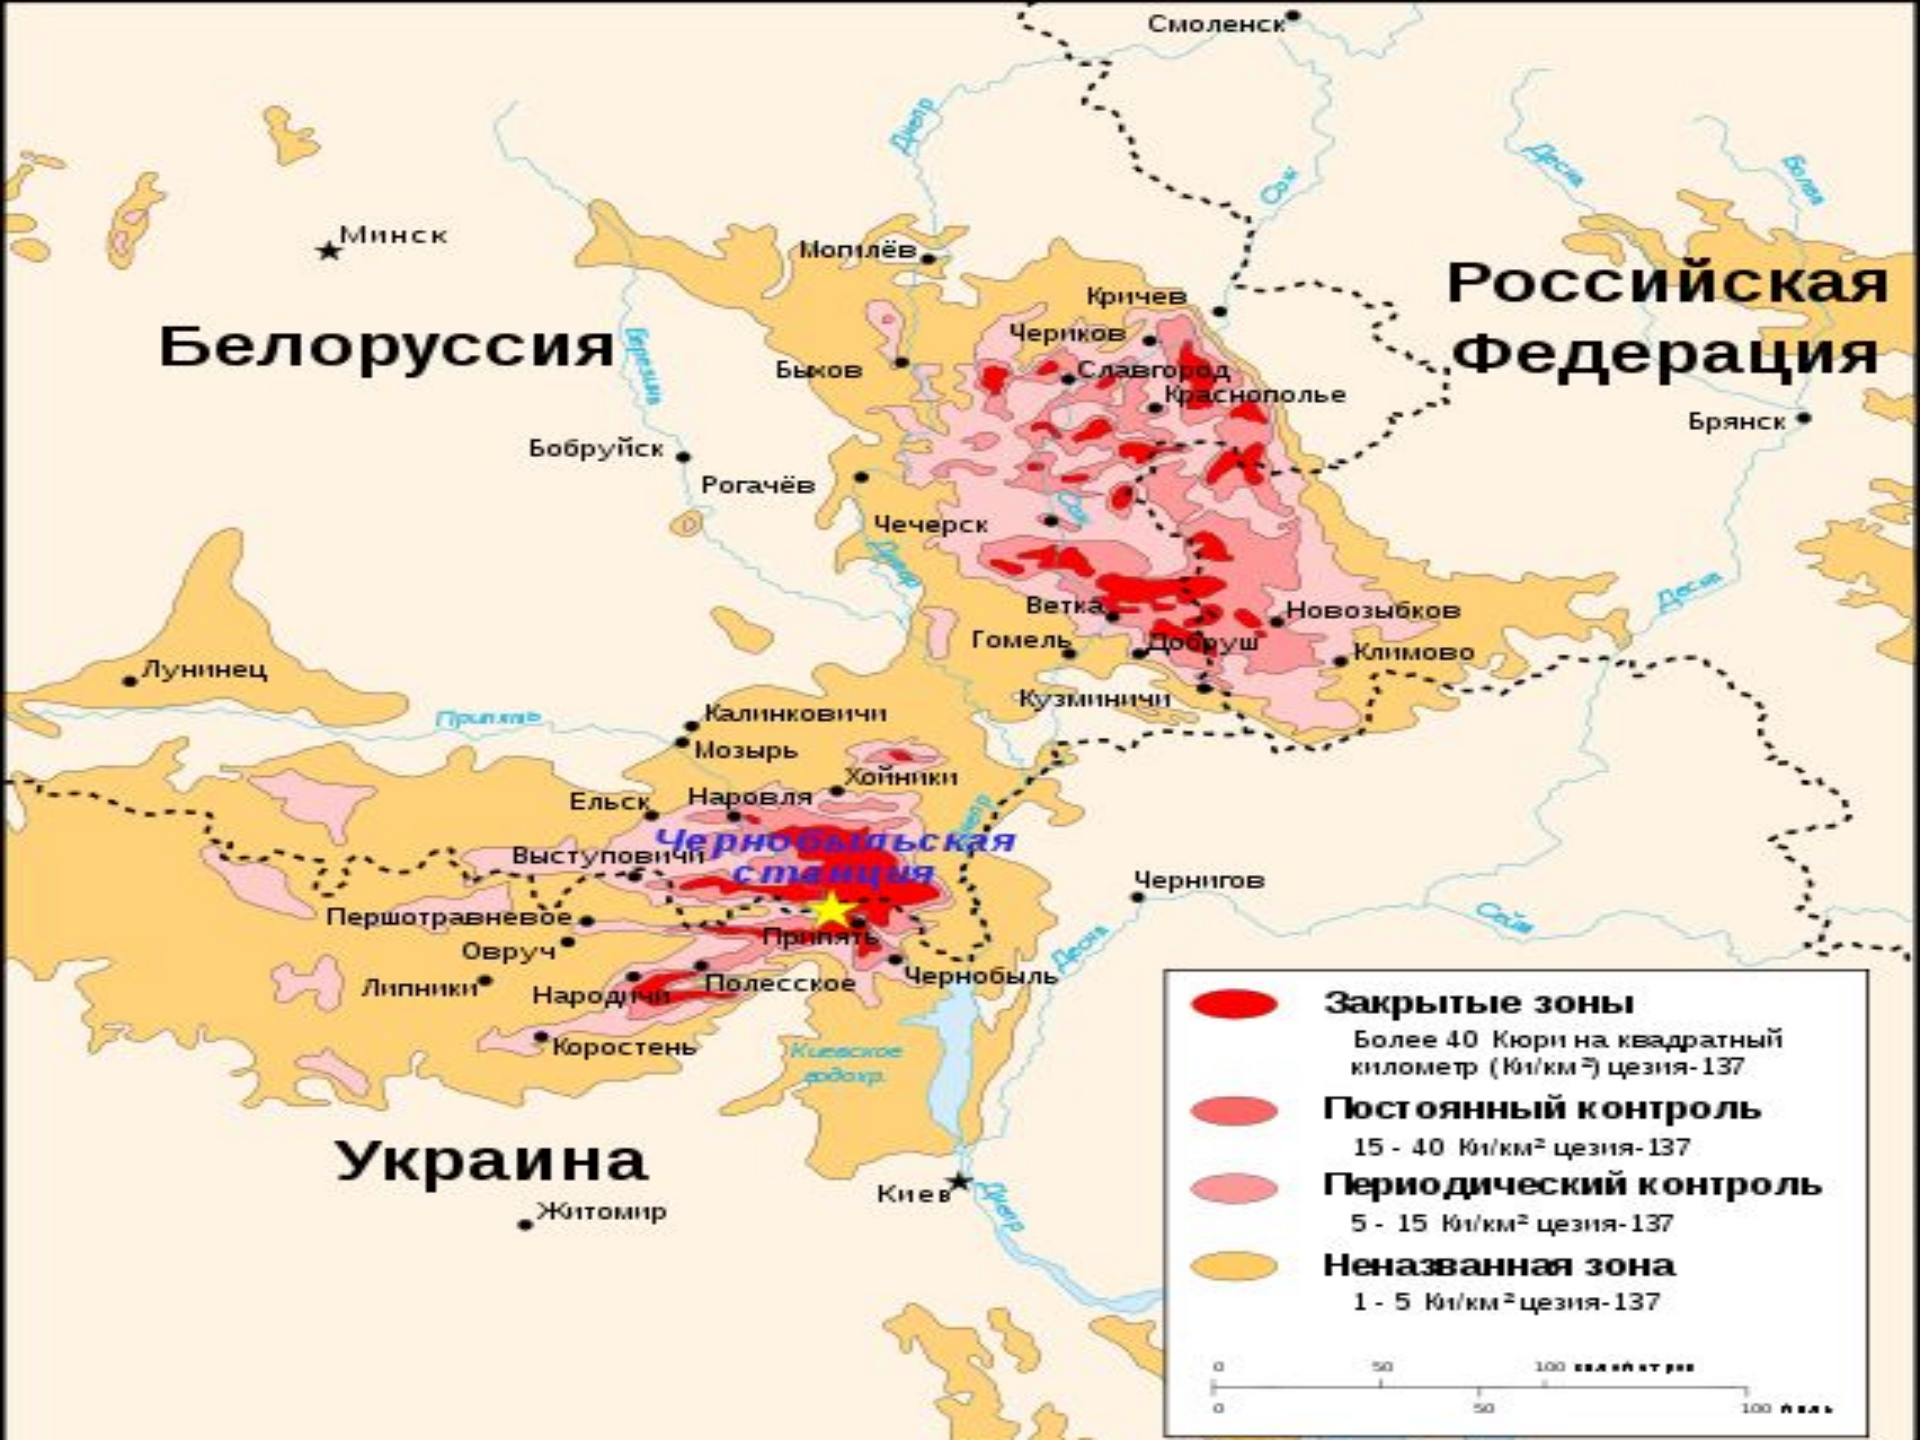 Смоленск
Днепр
Сож
Десна
Болва
Минск
Могилёв
Российская
Федерация
Кричев
Белоруссия
Березина
Чериков
Быхов
Славгород
Краснополье
Брянск
Бобруйск
Рогачёв
Сож
Чечерск
Днепр
Десна
Ветка
Новозыбков
Гомель
Добруш
Климово
Лунинец
Кузминичи
Припять
Калинковичи
Мозырь
Хойники
Ельск
Наровля
Днепр
Чернобыльская
станция
Выступовичи
Чернигов
Першотравневое
Сейм
Припять
Овруч
Десна
Липники
Народичи
Полесское
Чернобыль
Коростень
Киевское
водохр.
Украина
Киев
Днепр
Житомир
Закрытые зоны
Более 40 Кюри на квадратный
километр (Ки/км²) цезия-137
Постоянный контроль
15 - 40 Ки/км² цезия-137
Периодический контроль
5 - 15 Ки/км² цезия-137
Неназванная зона
1 - 5 Ки/км² цезия-137
0 50 100
0 50 100